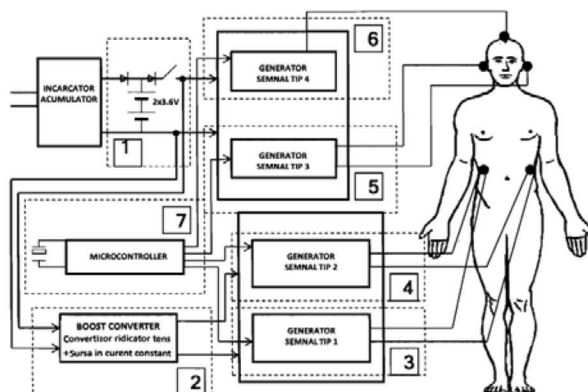 6
GENERATOR
SEMNAL TIP 4
INCARCATOR
ACUMULATOR
2x3.6V
1
GENERATOR
SEMNAL TIP 3
5
7
MICROCONTROLLER
GENERATOR
SEMNAL TIP 2
4
BOOST CONVERTER
Convertizor ridicator tens
+Sursa in curent constant
2
GENERATOR
SEMNAL TIP 1
3